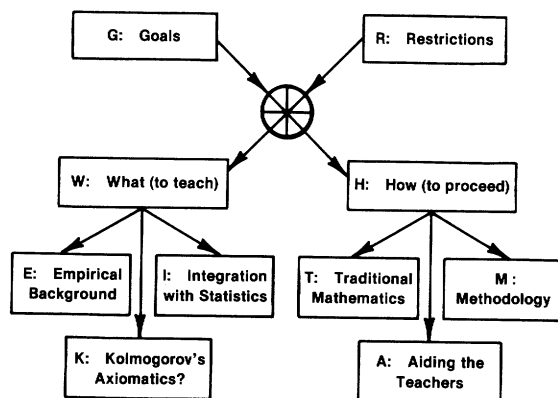 G: Goals
R: Restrictions
W: What (to teach)
H: How (to proceed)
E: Empirical
Background
I: Integration
with Statistics
T: Traditional
Mathematics
M :
Methodology
K: Kolmogorov's
Axiomatics?
A: Aiding the
Teachers